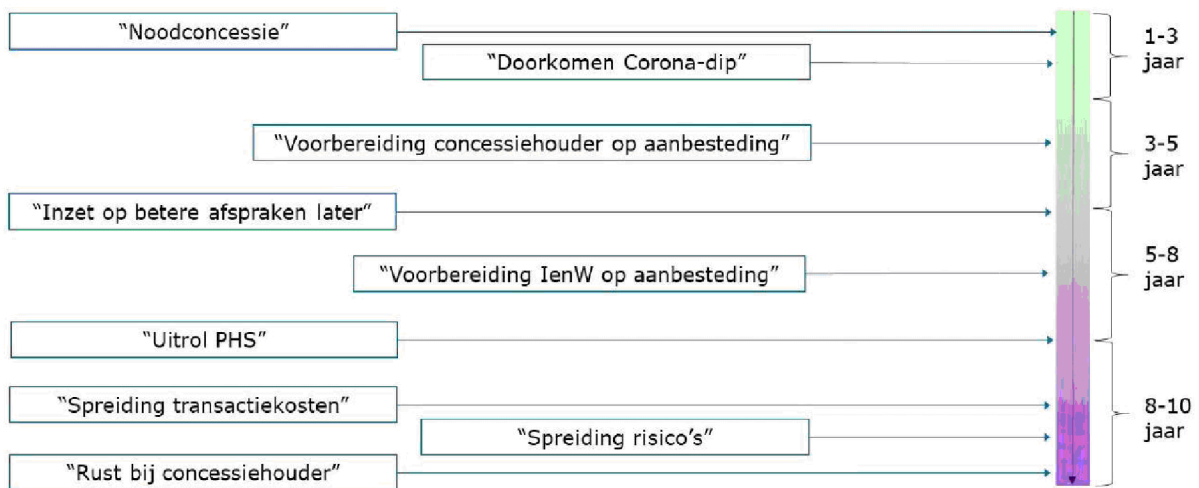 “Noodconcessie”
1-3
jaar
“Doorkomen Corona-dip”
“Voorbereiding concessiehouder op aanbesteding”
3-5
jaar
“Inzet op betere afspraken later”
5-8
jaar
“Voorbereiding IenW op aanbesteding”
“Uitrol PHS”
“Spreiding transactiekosten”
8-10
jaar
“Spreiding risico’s”
“Rust bij concessiehouder”